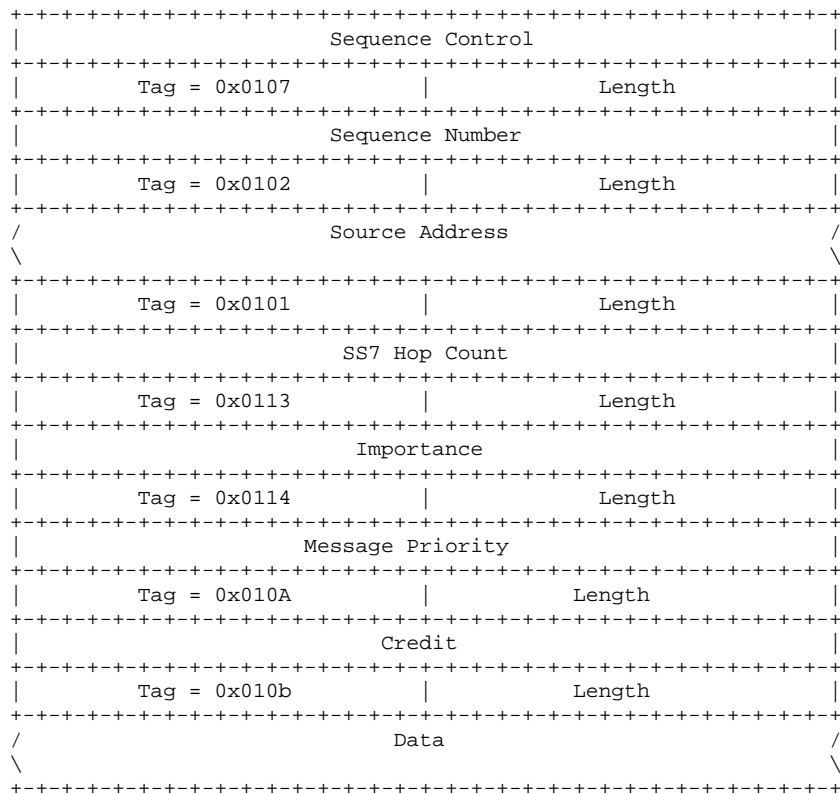 +-+-+-+-+-+-+-+-+-+-+-+-+-+-+-+-+-+-+-+-+-+-+-+-+-+-+-+-+-+-+-+-+
|                        Sequence Control                       |
+-+-+-+-+-+-+-+-+-+-+-+-+-+-+-+-+-+-+-+-+-+-+-+-+-+-+-+-+-+-+-+-+
|         Tag = 0x0107          |             Length            |
+-+-+-+-+-+-+-+-+-+-+-+-+-+-+-+-+-+-+-+-+-+-+-+-+-+-+-+-+-+-+-+-+
|                        Sequence Number                        |
+-+-+-+-+-+-+-+-+-+-+-+-+-+-+-+-+-+-+-+-+-+-+-+-+-+-+-+-+-+-+-+-+
|         Tag = 0x0102          |             Length            |
+-+-+-+-+-+-+-+-+-+-+-+-+-+-+-+-+-+-+-+-+-+-+-+-+-+-+-+-+-+-+-+-+
/                        Source Address                         /
\                                                               \
+-+-+-+-+-+-+-+-+-+-+-+-+-+-+-+-+-+-+-+-+-+-+-+-+-+-+-+-+-+-+-+-+
|         Tag = 0x0101          |             Length            |
+-+-+-+-+-+-+-+-+-+-+-+-+-+-+-+-+-+-+-+-+-+-+-+-+-+-+-+-+-+-+-+-+
|                         SS7 Hop Count                         |
+-+-+-+-+-+-+-+-+-+-+-+-+-+-+-+-+-+-+-+-+-+-+-+-+-+-+-+-+-+-+-+-+
|         Tag = 0x0113          |             Length            |
+-+-+-+-+-+-+-+-+-+-+-+-+-+-+-+-+-+-+-+-+-+-+-+-+-+-+-+-+-+-+-+-+
|                          Importance                           |
+-+-+-+-+-+-+-+-+-+-+-+-+-+-+-+-+-+-+-+-+-+-+-+-+-+-+-+-+-+-+-+-+
|         Tag = 0x0114          |             Length            |
+-+-+-+-+-+-+-+-+-+-+-+-+-+-+-+-+-+-+-+-+-+-+-+-+-+-+-+-+-+-+-+-+
|                      Message Priority                         |
+-+-+-+-+-+-+-+-+-+-+-+-+-+-+-+-+-+-+-+-+-+-+-+-+-+-+-+-+-+-+-+-+
|         Tag = 0x010A          |           Length              |
+-+-+-+-+-+-+-+-+-+-+-+-+-+-+-+-+-+-+-+-+-+-+-+-+-+-+-+-+-+-+-+-+
|                            Credit                             |
+-+-+-+-+-+-+-+-+-+-+-+-+-+-+-+-+-+-+-+-+-+-+-+-+-+-+-+-+-+-+-+-+
|         Tag = 0x010b          |           Length              |
+-+-+-+-+-+-+-+-+-+-+-+-+-+-+-+-+-+-+-+-+-+-+-+-+-+-+-+-+-+-+-+-+
/                             Data                              /
\                                                               \
+-+-+-+-+-+-+-+-+-+-+-+-+-+-+-+-+-+-+-+-+-+-+-+-+-+-+-+-+-+-+-+-+